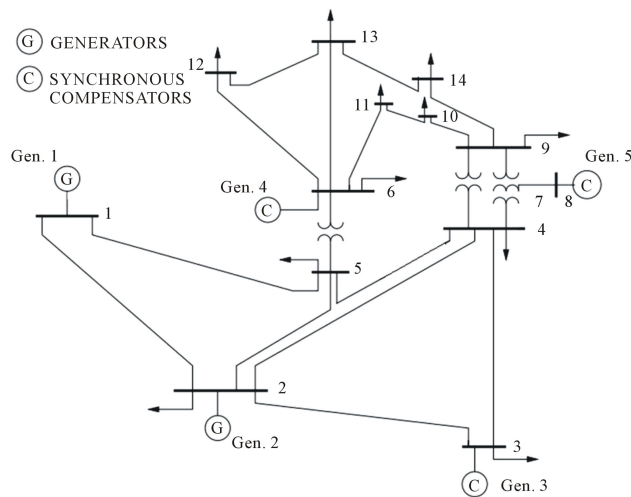 G GENERATORS
C SYNCHRONOUS
COMPENSATORS
13
12
14
11
10
Gen. 1
G
9
Gen. 5
Gen. 4
6
C
7
8
C
1
4
5
2
G
Gen. 2
3
C
Gen. 3